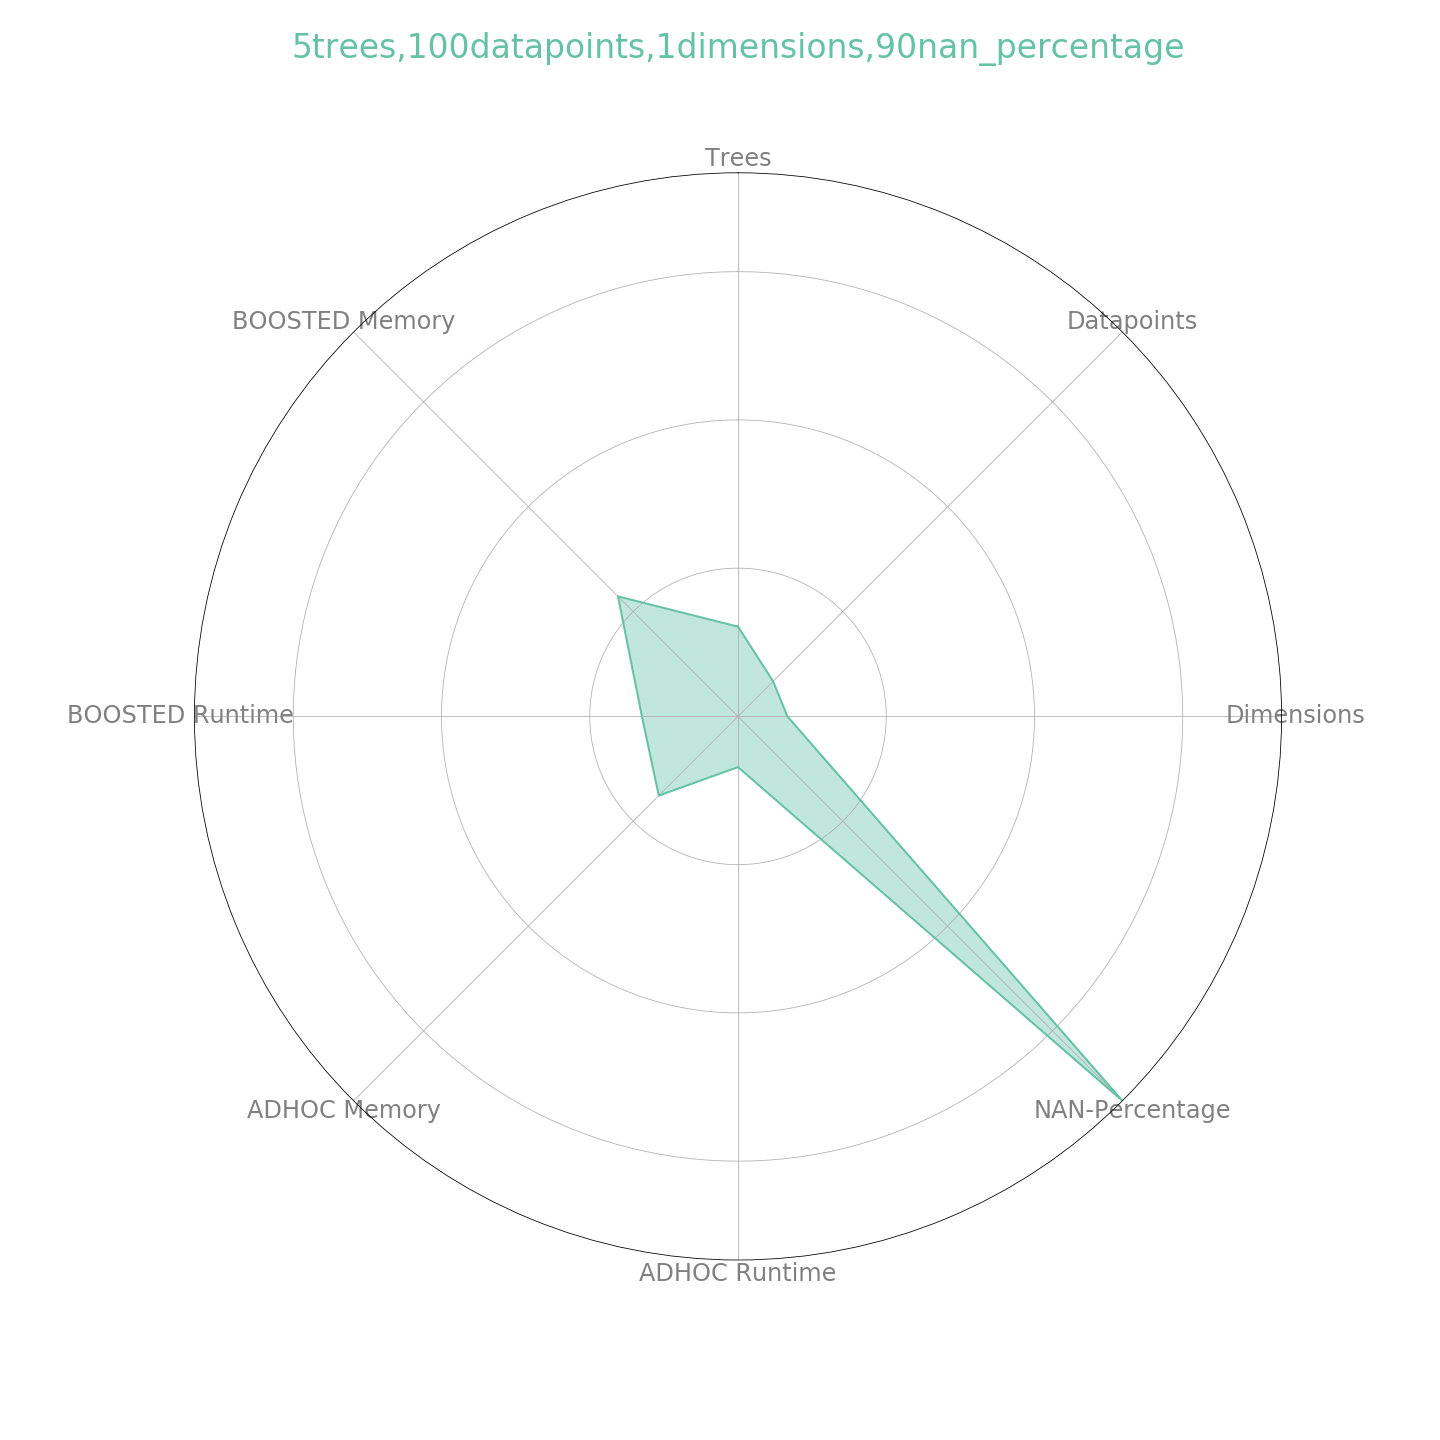 5trees,100datapoints,1dimensions,90nan_percentage
Trees
BOOSTED Memory
Datapoints
BOOSTED Runtime
Dimensions
ADHOC Memory
NAN-Percentage
ADHOC Runtime